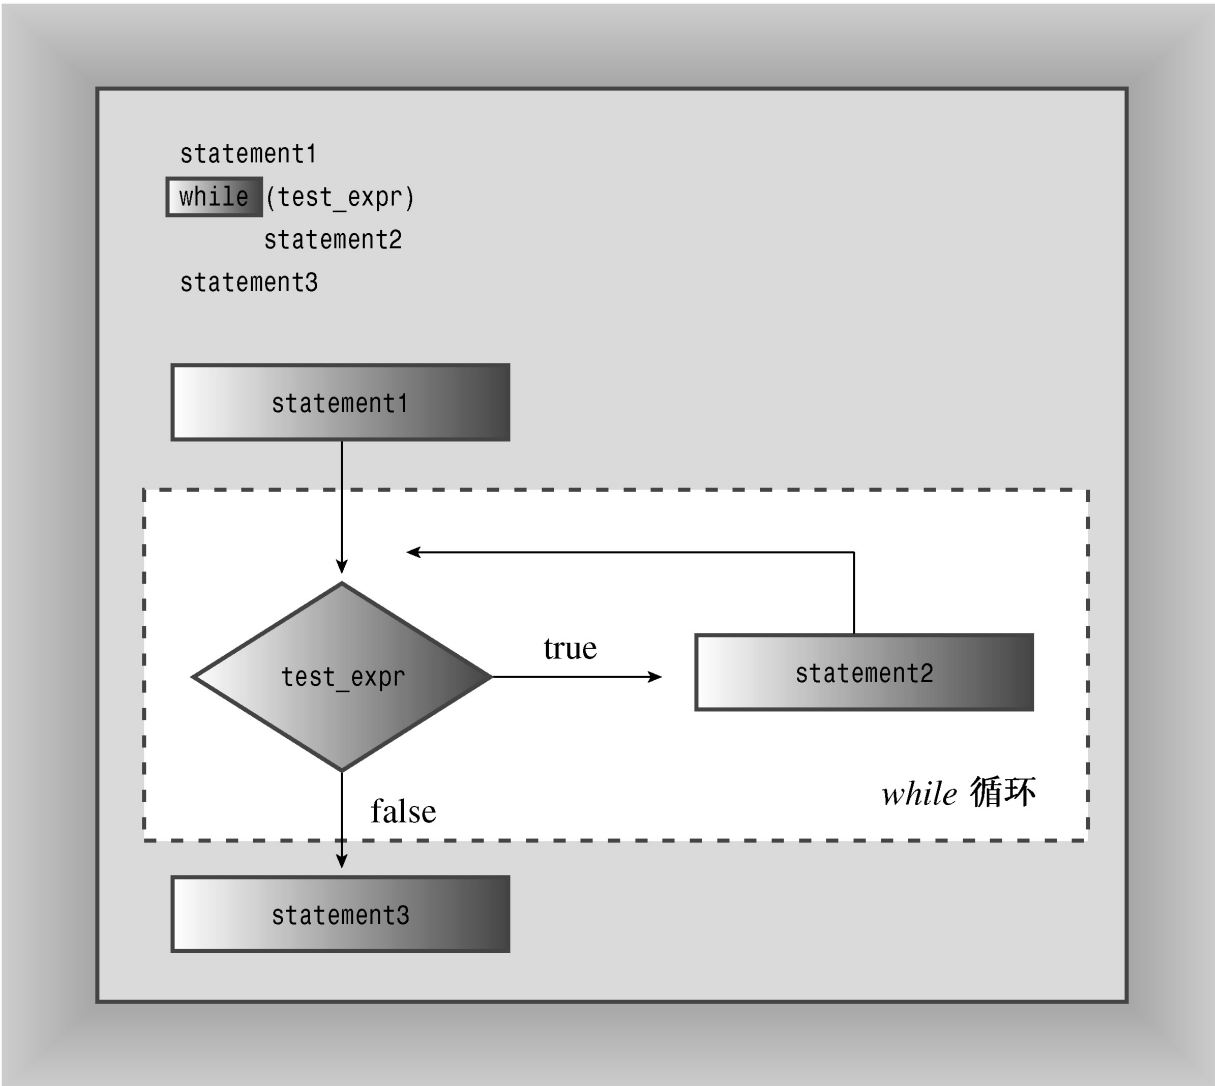 statement1
while (test_expr)
statement2
statement3
statement1
true
test_expr
statement2
while 循环
false
statement3